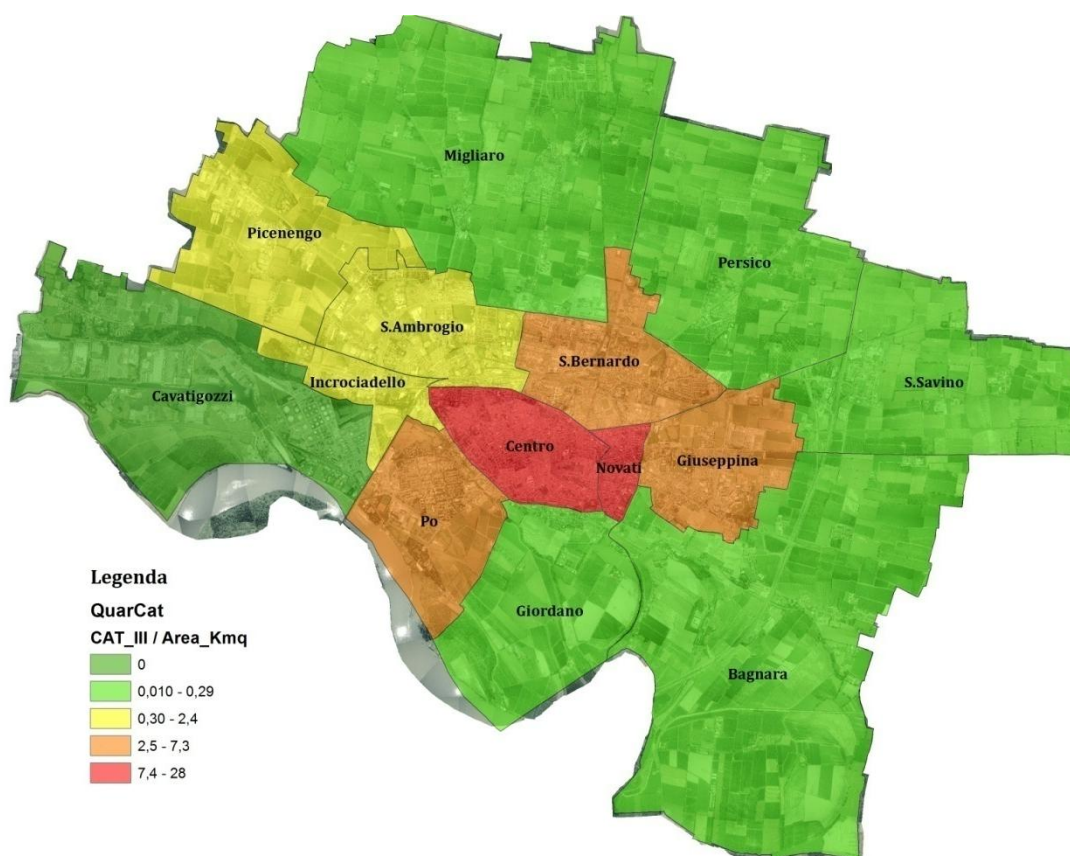 Migliaro
Picenengo
Persico
S.Ambrogio
S.Bernardo
Incrociadello
S.Savino
Cavatigozzi
Centro
Novati
Giuseppina
Po
Giordano
Bagnara
Legenda
QuarCat
CAT_III / Area_Kmq
0
0,010 - 0,29
0,30 - 2,4
2,5 - 7,3
7,4 - 28